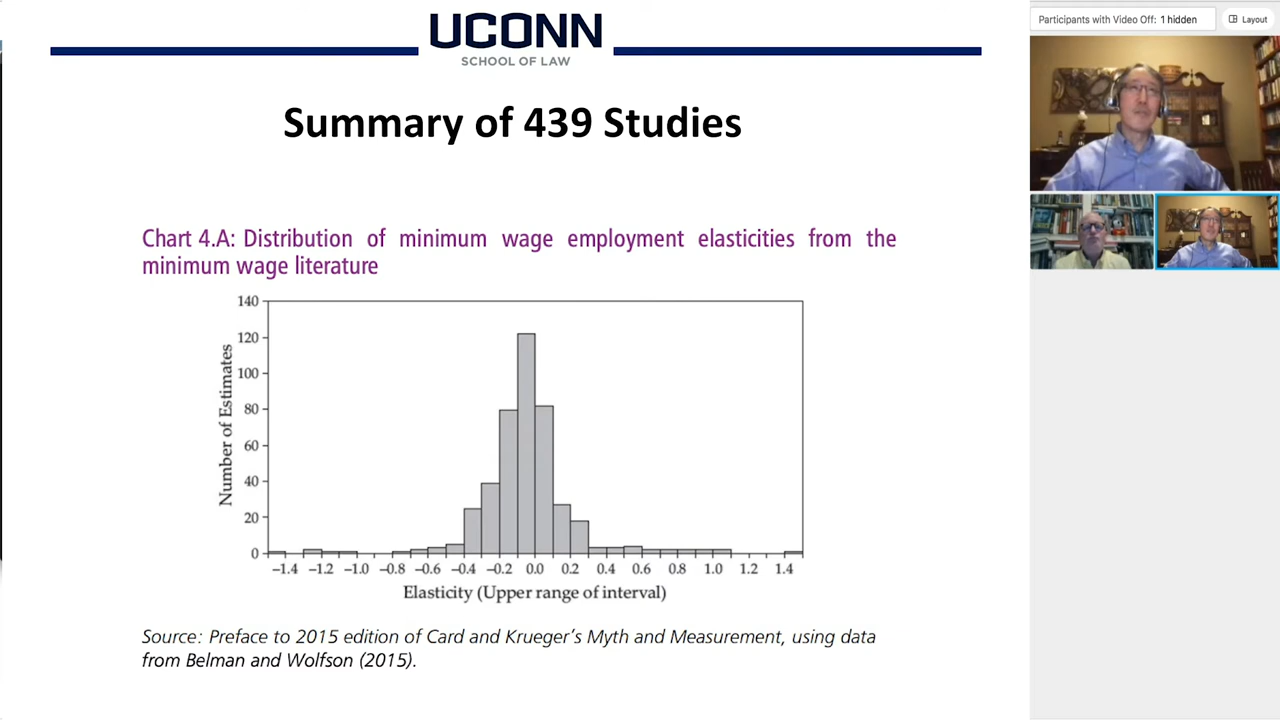 UCONN
SCHOOL OF LAW
Participants with Video Off: 1 hidden
Layout
Summary of 439 Studies
Chart 4.A: Distribution of minimum wage employment elasticities from the
minimum wage literature
Number of Estimates
140
120
100
80
60
40
20
0
−1.4 −1.2 −1.0 −0.8 −0.6 −0.4 −0.2 0.0 0.2 0.4 0.6 0.8 1.0 1.2 1.4
Elasticity (Upper range of interval)
Source: Preface to 2015 edition of Card and Krueger’s Myth and Measurement, using data
from Belman and Wolfson (2015).